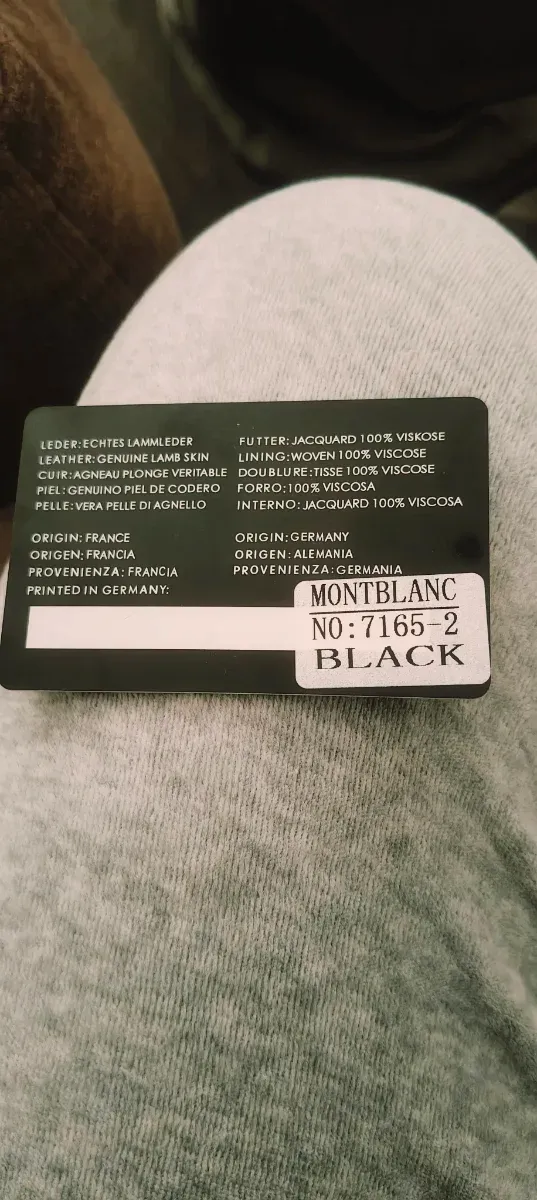 LEDER:ECHTES LAMMLEDER
LEATHER:GENUINE LAMB SKIN
CUIR:AGNEAU PLONGE VERITABLE
PIEL:GENUINO PIEL DE CODERO
PELLE:VERA PELLE DI AGNELLO
FUTTER:JACQUARD 100% VISKOSE
LINING:WOVEN 100% VISCOSE
DOUBLURE:TISSE 100% VISCOSE
FORRO:100% VISCOSA
INTERNO:JACQUARD 100% VISCOSA
ORIGIN:FRANCE
ORIGEN:FRANCIA
PROVENIENZA:FRANCIA
PRINTED IN GERMANY:
ORIGIN:GERMANY
ORIGEN:ALEMANIA
PROVENIENZA:GERMANIA
MONTBLANC
NO:7165-2
BLACK